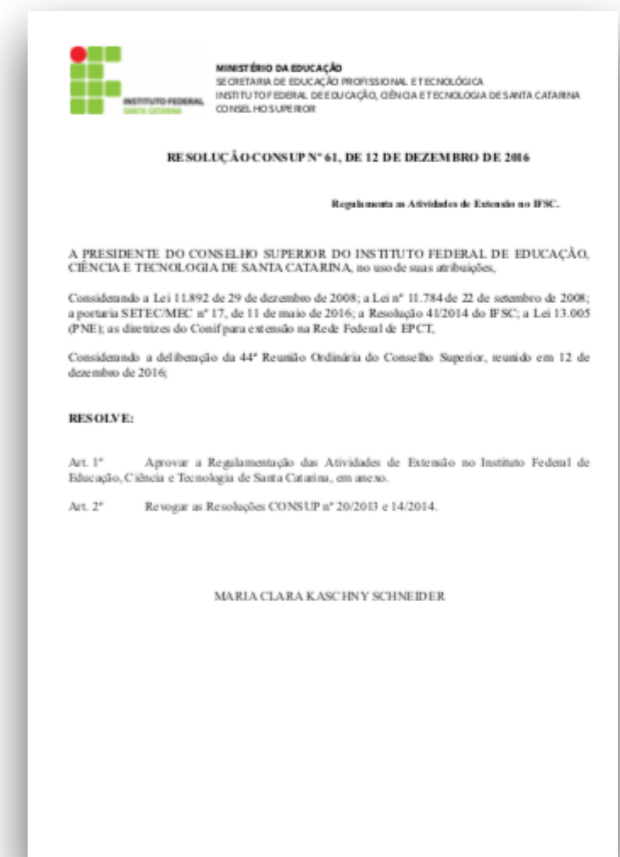 INSTITUTO FEDERAL
SANTA CATARINA
MINISTÉRIO DA EDUCAÇÃO
SECRETARIA DE EDUCAÇÃO PROFISSIONAL E TECNOLÓGICA
INSTITUTO FEDERAL DE EDUCAÇÃO, CIÊNCIA E TECNOLOGIA DE SANTA CATARINA
CONSELHO SUPERIOR
RESOLUÇÃO CONSUP Nº 61, DE 12 DE DEZEMBRO DE 2016
Regulamenta as Atividades de Extensão no IFSC.
A PRESIDENTE DO CONSELHO SUPERIOR DO INSTITUTO FEDERAL DE EDUCAÇÃO,
CIÊNCIA E TECNOLOGIA DE SANTA CATARINA, no uso de suas atribuições,
Considerando a Lei 11.892 de 29 de dezembro de 2008; a Lei nº 11.784 de 22 de setembro de 2008;
a portaria SETEC/MEC nº 17, de 11 de maio de 2016; a Resolução 41/2014 do IFSC; a Lei 13.005
(PNE); as diretrizes do Conif para extensão na Rede Federal de EPCT,
Considerando a deliberação da 44ª Reunião Ordinária do Conselho Superior, reunido em 12 de
dezembro de 2016;
RESOLVE:
Art. 1º Aprovar a Regulamentação das Atividades de Extensão no Instituto Federal de
Educação, Ciência e Tecnologia de Santa Catarina, em anexo.
Art. 2º Revogar as Resoluções CONSUP nº 20/2013 e 14/2014.
MARIA CLARA KASCHNY SCHNEIDER